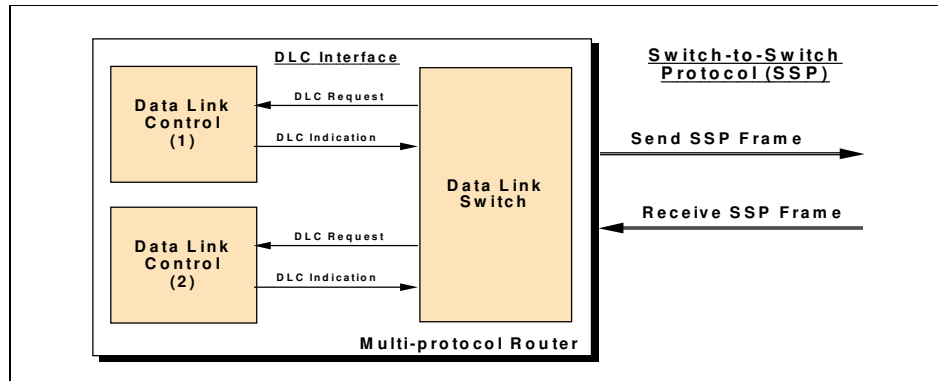 DLC Interface
Switch-to-Switch
Protocol (SSP)
Data Link
Control
(1)
DLC Request
DLC Indication
Data Link
Switch
Send SSP Frame
Receive SSP Frame
Data Link
Control
(2)
DLC Request
DLC Indication
Multi-protocol Router